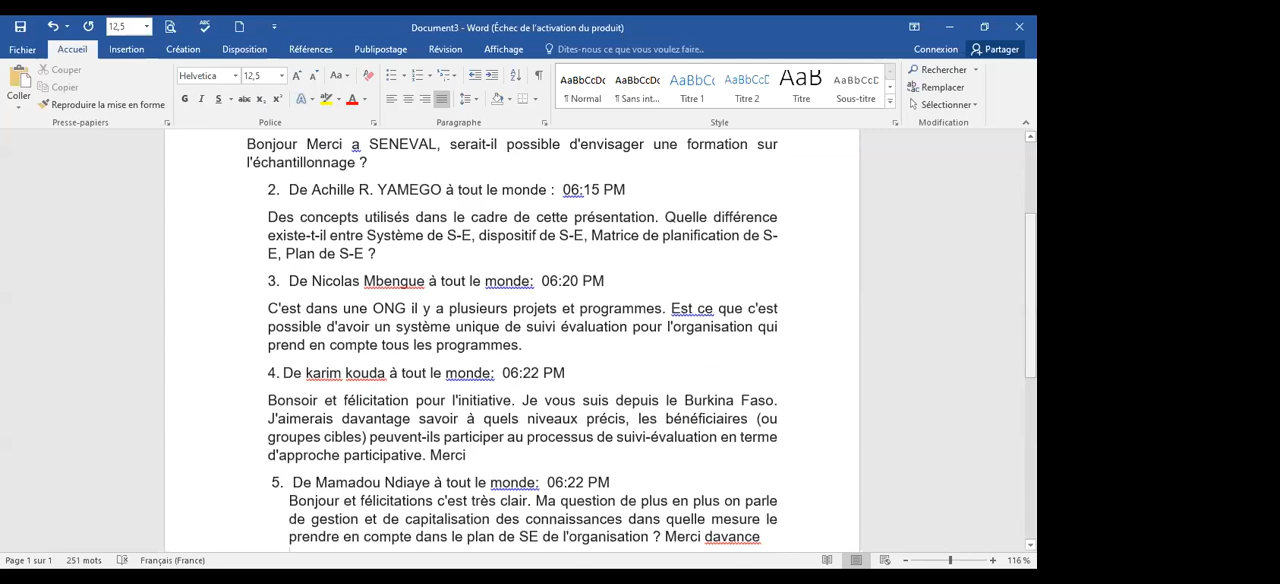 12,5
Document3 - Word (Échec de l'activation du produit)
Fichier Accueil Insertion Création Disposition Références Publipostage Révision Affichage Dites-nous ce que vous voulez faire.. Connexion Partager
Coller
Couper
Copier
Reproduire la mise en forme
Presse-papiers
Helvetica 12,5
G I S abc x₂ x²
Police
Paragraphe
AaBbCcDc AaBbCcDc AaBbCc AaBbCcD AaB AaBbCcD
¶ Normal ¶ Sans int... Titre 1 Titre 2 Titre Sous-titre
Style
Rechercher
Remplacer
Sélectionner
Modification
Bonjour Merci a SENEVAL, serait-il possible d'envisager une formation sur
l'échantillonnage ?
2. De Achille R. YAMEGO à tout le monde : 06:15 PM
Des concepts utilisés dans le cadre de cette présentation. Quelle différence
existe-t-il entre Système de S-E, dispositif de S-E, Matrice de planification de S-
E, Plan de S-E ?
3. De Nicolas Mbengue à tout le monde: 06:20 PM
C'est dans une ONG il y a plusieurs projets et programmes. Est ce que c'est
possible d'avoir un système unique de suivi évaluation pour l'organisation qui
prend en compte tous les programmes.
4. De karim kouda à tout le monde: 06:22 PM
Bonsoir et félicitation pour l'initiative. Je vous suis depuis le Burkina Faso.
J'aimerais davantage savoir à quels niveaux précis, les bénéficiaires (ou
groupes cibles) peuvent-ils participer au processus de suivi-évaluation en terme
d'approche participative. Merci
5. De Mamadou Ndiaye à tout le monde: 06:22 PM
Bonjour et félicitations c'est très clair. Ma question de plus en plus on parle
de gestion et de capitalisation des connaissances dans quelle mesure le
prendre en compte dans le plan de SE de l'organisation ? Merci davance
Page 1 sur 1 251 mots Français (France) 116 %